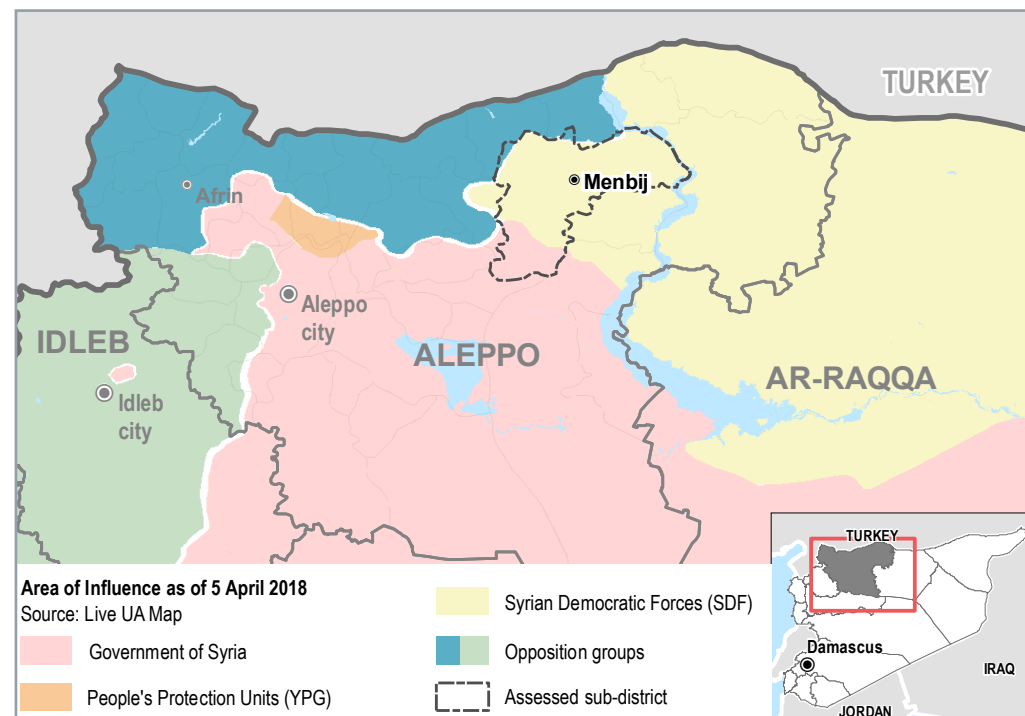 TURKEY
Menbij
Afrin
Aleppo
city
IDLEB
ALEPPO
AR-RAQQA
Idleb
city
Area of Influence as of 5 April 2018
Source: Live UA Map
Government of Syria
People's Protection Units (YPG)
Syrian Democratic Forces (SDF)
Opposition groups
Assessed sub-district
TURKEY
Damascus
IRAQ
JORDAN